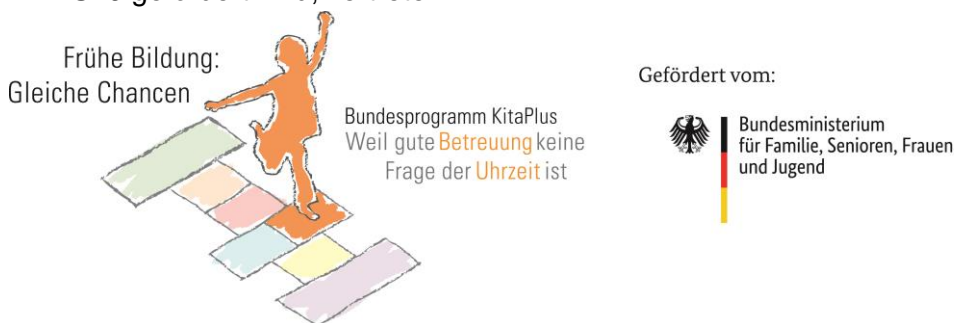 Frühe Bildung:
Gleiche Chancen
Bundesprogramm KitaPlus
Weil gute Betreuung keine
Frage der Uhrzeit ist
Gefördert vom:
Bundesministerium
für Familie, Senioren, Frauen
und Jugend